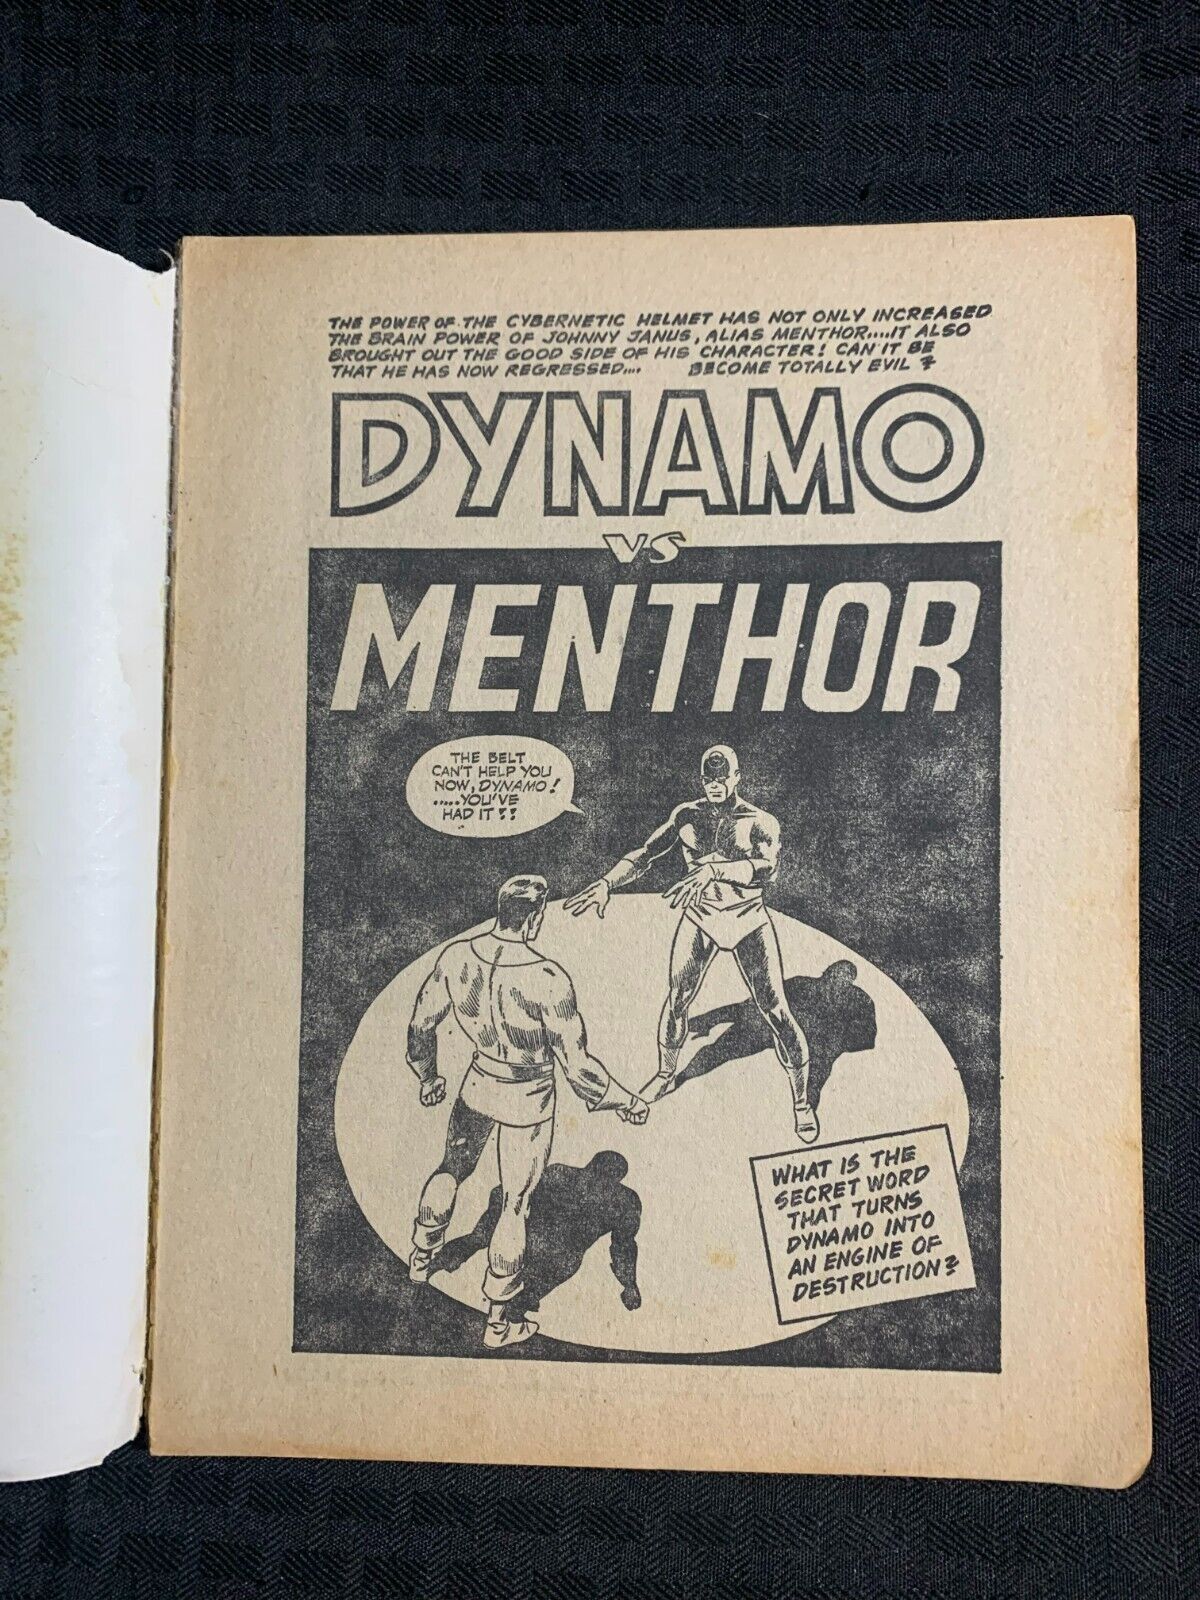 THE POWER OF THE CYBERNETIC HELMET HAS NOT ONLY INCREASED
THE BRAIN POWER OF JOHNNY JANUS, ALIAS MENTHOR....IT ALSO
BROUGHT OUT THE GOOD SIDE OF HIS CHARACTER! CAN IT BE
THAT HE HAS NOW REGRESSED.... BECOME TOTALLY EVIL?
DYNAMO
VS
MENTHOR
THE BELT
CAN'T HELP YOU
NOW, DYNAMO!
.....YOU'VE
HAD IT!!
WHAT IS THE
SECRET WORD
THAT TURNS
DYNAMO INTO
AN ENGINE OF
DESTRUCTION?